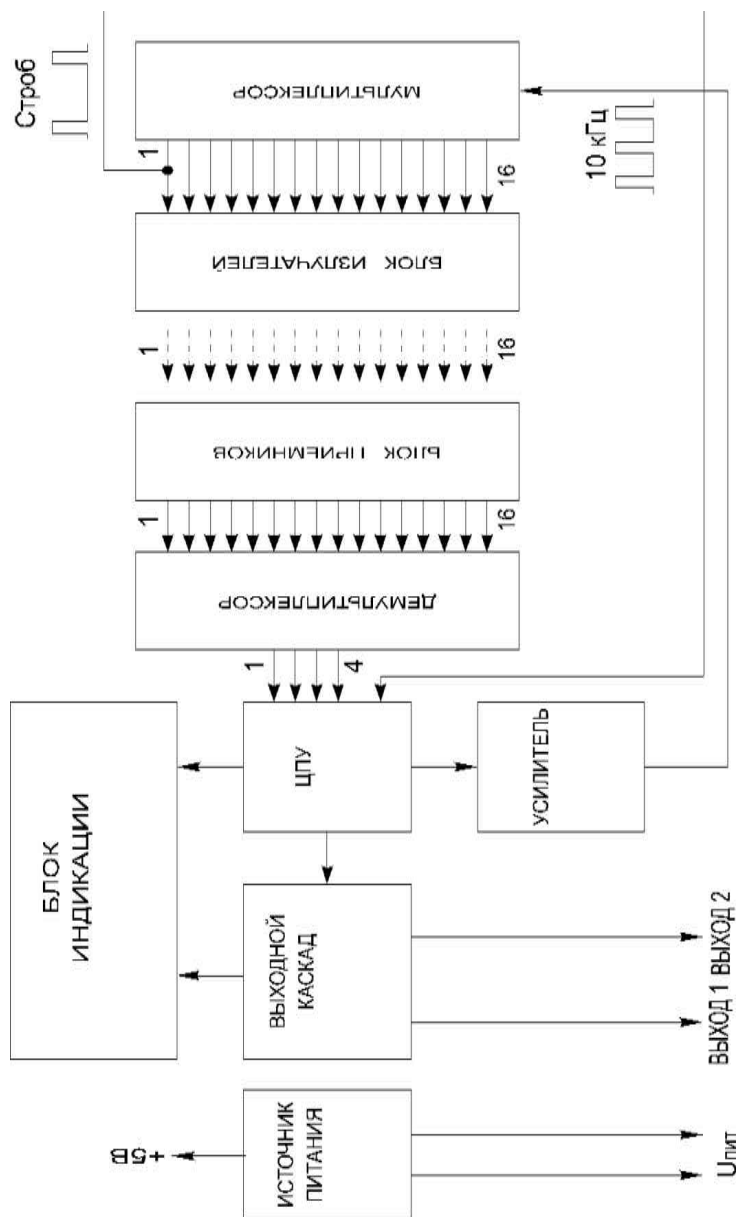 Строб
МУЛЬТИПЛЕКСОР
1
16
10 кГц
БЛОК ИЗЛУЧАТЕЛЕЙ
1
16
БЛОК ПРИЕМНИКОВ
1
16
ДЕМУЛЬТИПЛЕКСОР
1
4
БЛОК
ИНДИКАЦИИ
ЦПУ
УСИЛИТЕЛЬ
ВЫХОДНОЙ
КАСКАД
ВЫХОД 1 ВЫХОД 2
+5В
ИСТОЧНИК
ПИТАНИЯ
Uпит